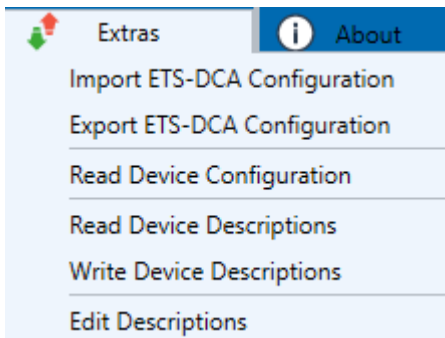 Extras
About
Import ETS-DCA Configuration
Export ETS-DCA Configuration
Read Device Configuration
Read Device Descriptions
Write Device Descriptions
Edit Descriptions